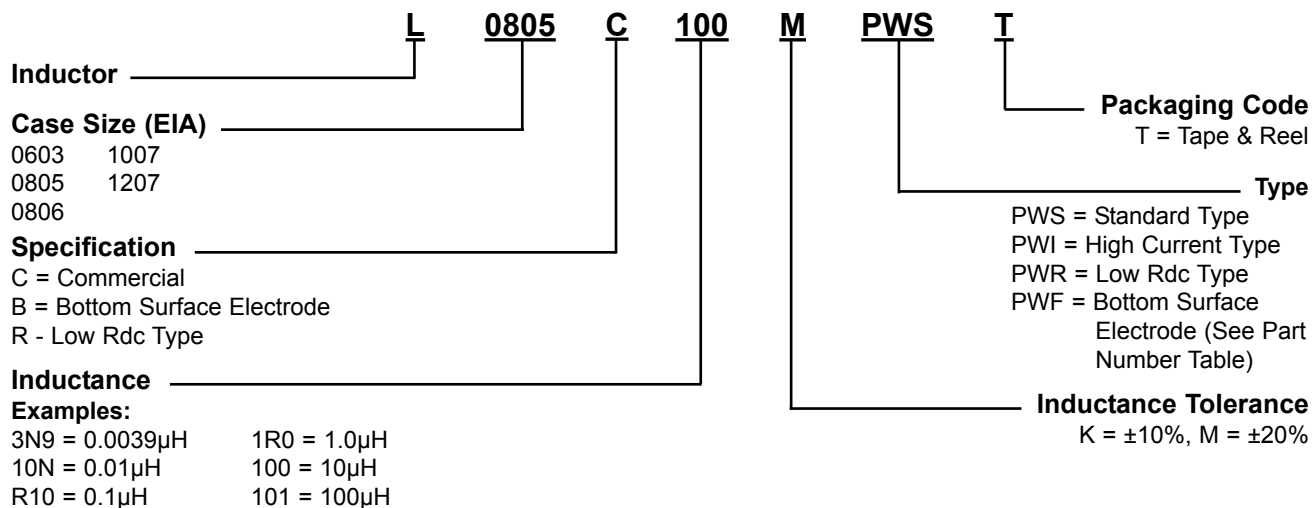 L 0805 C 100 M PWS T
Inductor
Case Size (EIA)
0603 1007
0805 1207
0806
Specification
C = Commercial
B = Bottom Surface Electrode
R - Low Rdc Type
Inductance
Examples:
3N9 = 0.0039μH 1R0 = 1.0μH
10N = 0.01μH 100 = 10μH
R10 = 0.1μH 101 = 100μH
Packaging Code
T = Tape & Reel
Type
PWS = Standard Type
PWI = High Current Type
PWR = Low Rdc Type
PWF = Bottom Surface
Electrode (See Part
Number Table)
Inductance Tolerance
K = ±10%, M = ±20%